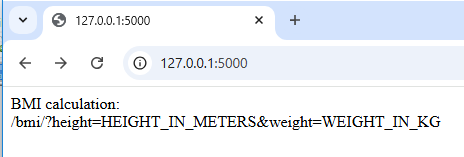 127.0.0.1:5000
127.0.0.1:5000
BMI calculation:
/bmi/?height=HEIGHT_IN_METERS&weight=WEIGHT_IN_KG